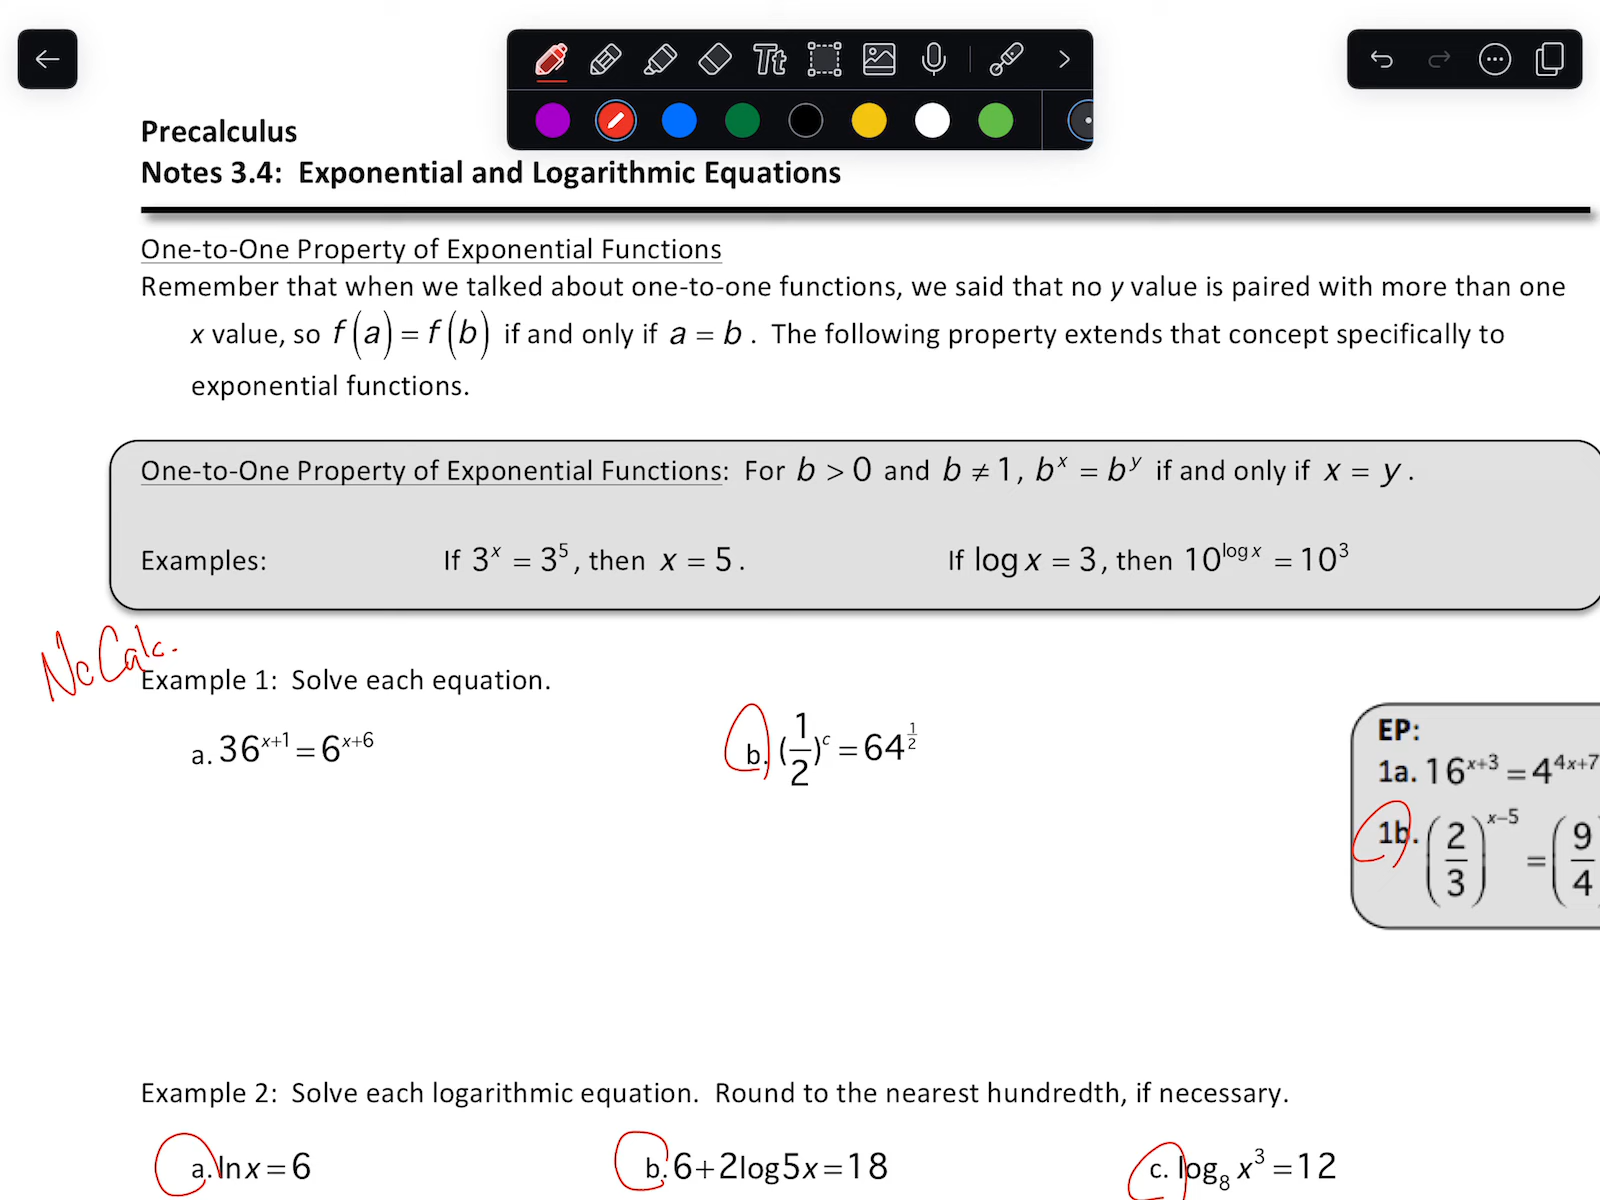 Tt
Precalculus
Notes 3.4: Exponential and Logarithmic Equations
One-to-One Property of Exponential Functions
Remember that when we talked about one-to-one functions, we said that no y value is paired with more than one
x value, so f(a) = f(b) if and only if a = b. The following property extends that concept specifically to
exponential functions.
One-to-One Property of Exponential Functions: For b > 0 and b ≠ 1, b^x = b^y if and only if x = y.
Examples: If 3^x = 3^5, then x = 5. If log x = 3, then 10^(log x) = 10^3
No Calc.
Example 1: Solve each equation.
a. 36^(x+1) = 6^(x+6) b. (1/2)^c = 64^(1/2)
EP:
1a. 16^(x+3) = 4^(4x+7)
1b. (2/3)^(x-5) = (9/4
Example 2: Solve each logarithmic equation. Round to the nearest hundredth, if necessary.
a. ln x = 6 b. 6+2log5x = 18 c. log_8 x^3 = 12